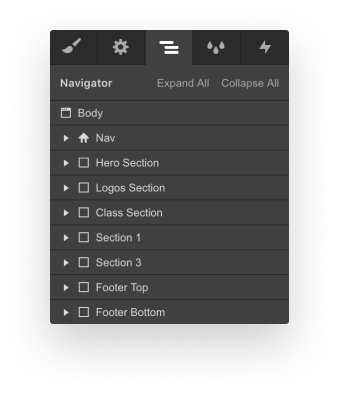 Navigator Expand All Collapse All
Body
Nav
Hero Section
Logos Section
Class Section
Section 1
Section 3
Footer Top
Footer Bottom